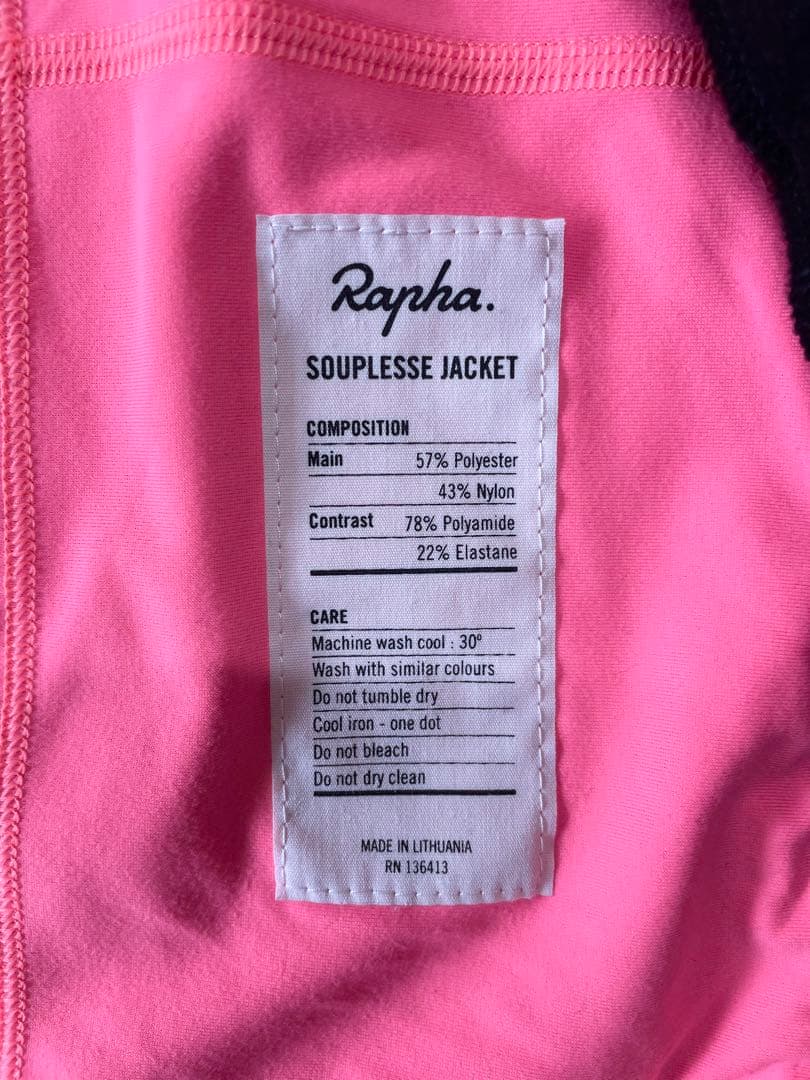 Rapha.
SOUPLESSE JACKET
COMPOSITION
Main 57% Polyester
43% Nylon
Contrast 78% Polyamide
22% Elastane
CARE
Machine wash cool : 30º
Wash with similar colours
Do not tumble dry
Cool iron - one dot
Do not bleach
Do not dry clean
MADE IN LITHUANIA
RN 136413